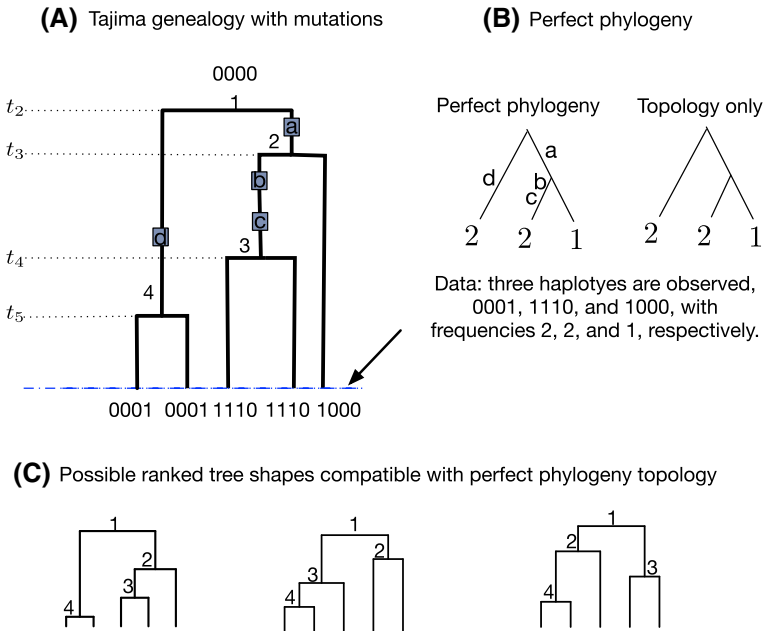 (A) Tajima genealogy with mutations
0000
t2
1
a
t3
2
b
c
d
t4
3
4
t5
0001 0001 1110 1110 1000
(B) Perfect phylogeny
Perfect phylogeny
Topology only
a
d
b
c
2 2 1
2 2 1
Data: three haplotyes are observed,
0001, 1110, and 1000, with
frequencies 2, 2, and 1, respectively.
(C) Possible ranked tree shapes compatible with perfect phylogeny topology
1
2
3
4
1
2
3
4
1
2
3
4